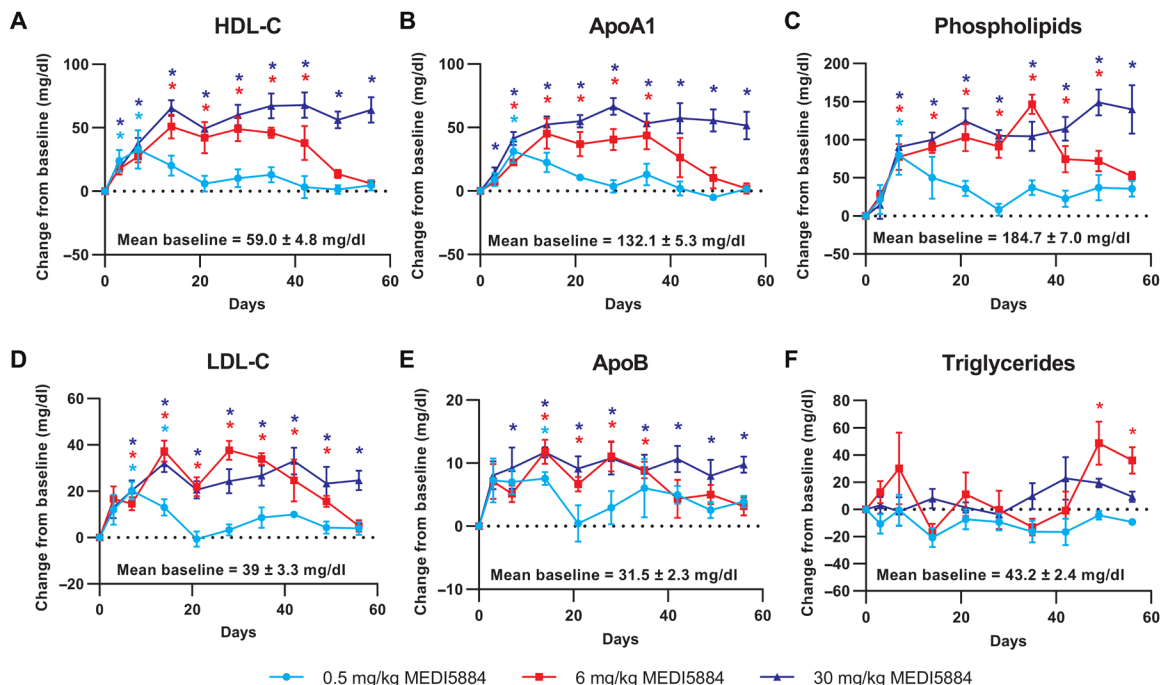 A HDL-C
100
50
0
−50
0 20 40 60
Change from baseline (mg/dl)
Days
Mean baseline = 59.0 ± 4.8 mg/dl
* * * * * * * * * * * * * * *
B ApoA1
100
50
0
−50
0 20 40 60
Change from baseline (mg/dl)
Days
Mean baseline = 132.1 ± 5.3 mg/dl
* * * * * * * * * * * * * * *
C Phospholipids
200
150
100
50
0
−50
0 20 40 60
Change from baseline (mg/dl)
Days
Mean baseline = 184.7 ± 7.0 mg/dl
* * * * * * * * * * * * * * * *
D LDL-C
60
40
20
0
−20
0 20 40 60
Change from baseline (mg/dl)
Days
Mean baseline = 39 ± 3.3 mg/dl
* * * * * * * * * * * * * * * * *
E ApoB
20
10
0
−10
0 20 40 60
Change from baseline (mg/dl)
Days
Mean baseline = 31.5 ± 2.3 mg/dl
* * * * * * * * * * * * *
F Triglycerides
80
60
40
20
0
−20
−40
−60
0 20 40 60
Change from baseline (mg/dl)
Days
Mean baseline = 43.2 ± 2.4 mg/dl
* *
0.5 mg/kg MEDI5884 6 mg/kg MEDI5884 30 mg/kg MEDI5884